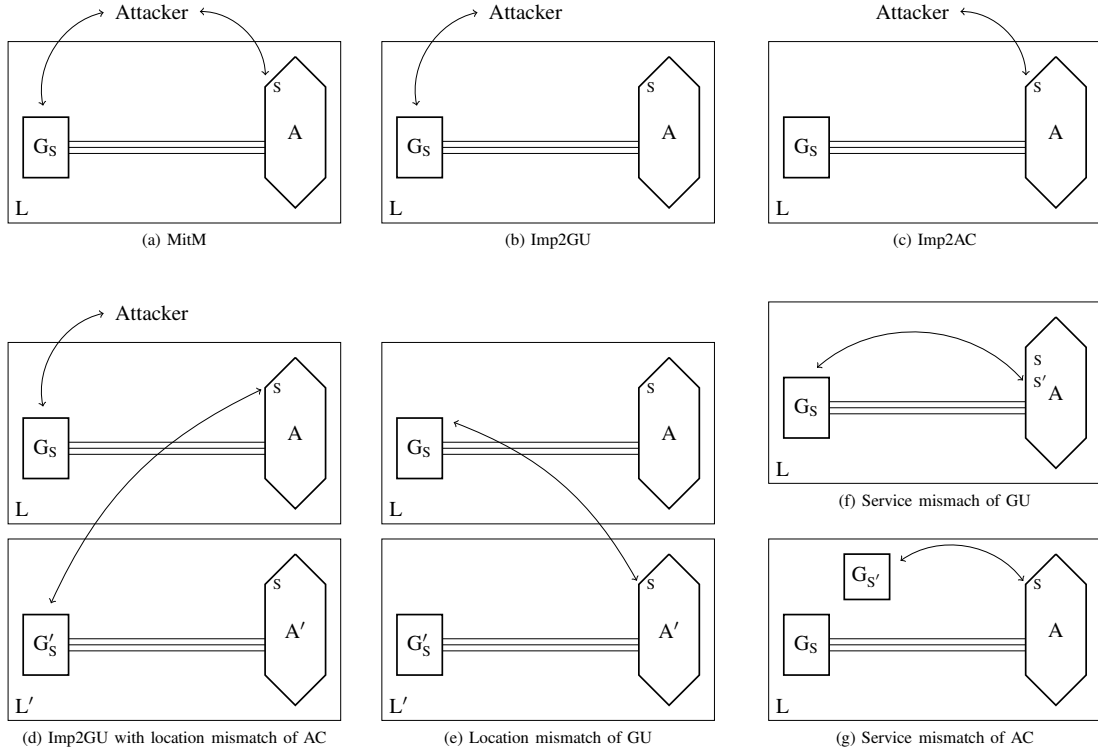 Attacker
S
G_S
A
L
(a) MitM
Attacker
S
G_S
A
L
(b) Imp2GU
Attacker
S
G_S
A
L
(c) Imp2AC
Attacker
S
G_S
A
L
G′_S
A′
L′
(d) Imp2GU with location mismatch of AC
S
G_S
A
L
S
G′_S
A′
L′
(e) Location mismatch of GU
S
S′
A
G_S
L
(f) Service mismach of GU
G_S′
S
G_S
A
L
(g) Service mismatch of AC